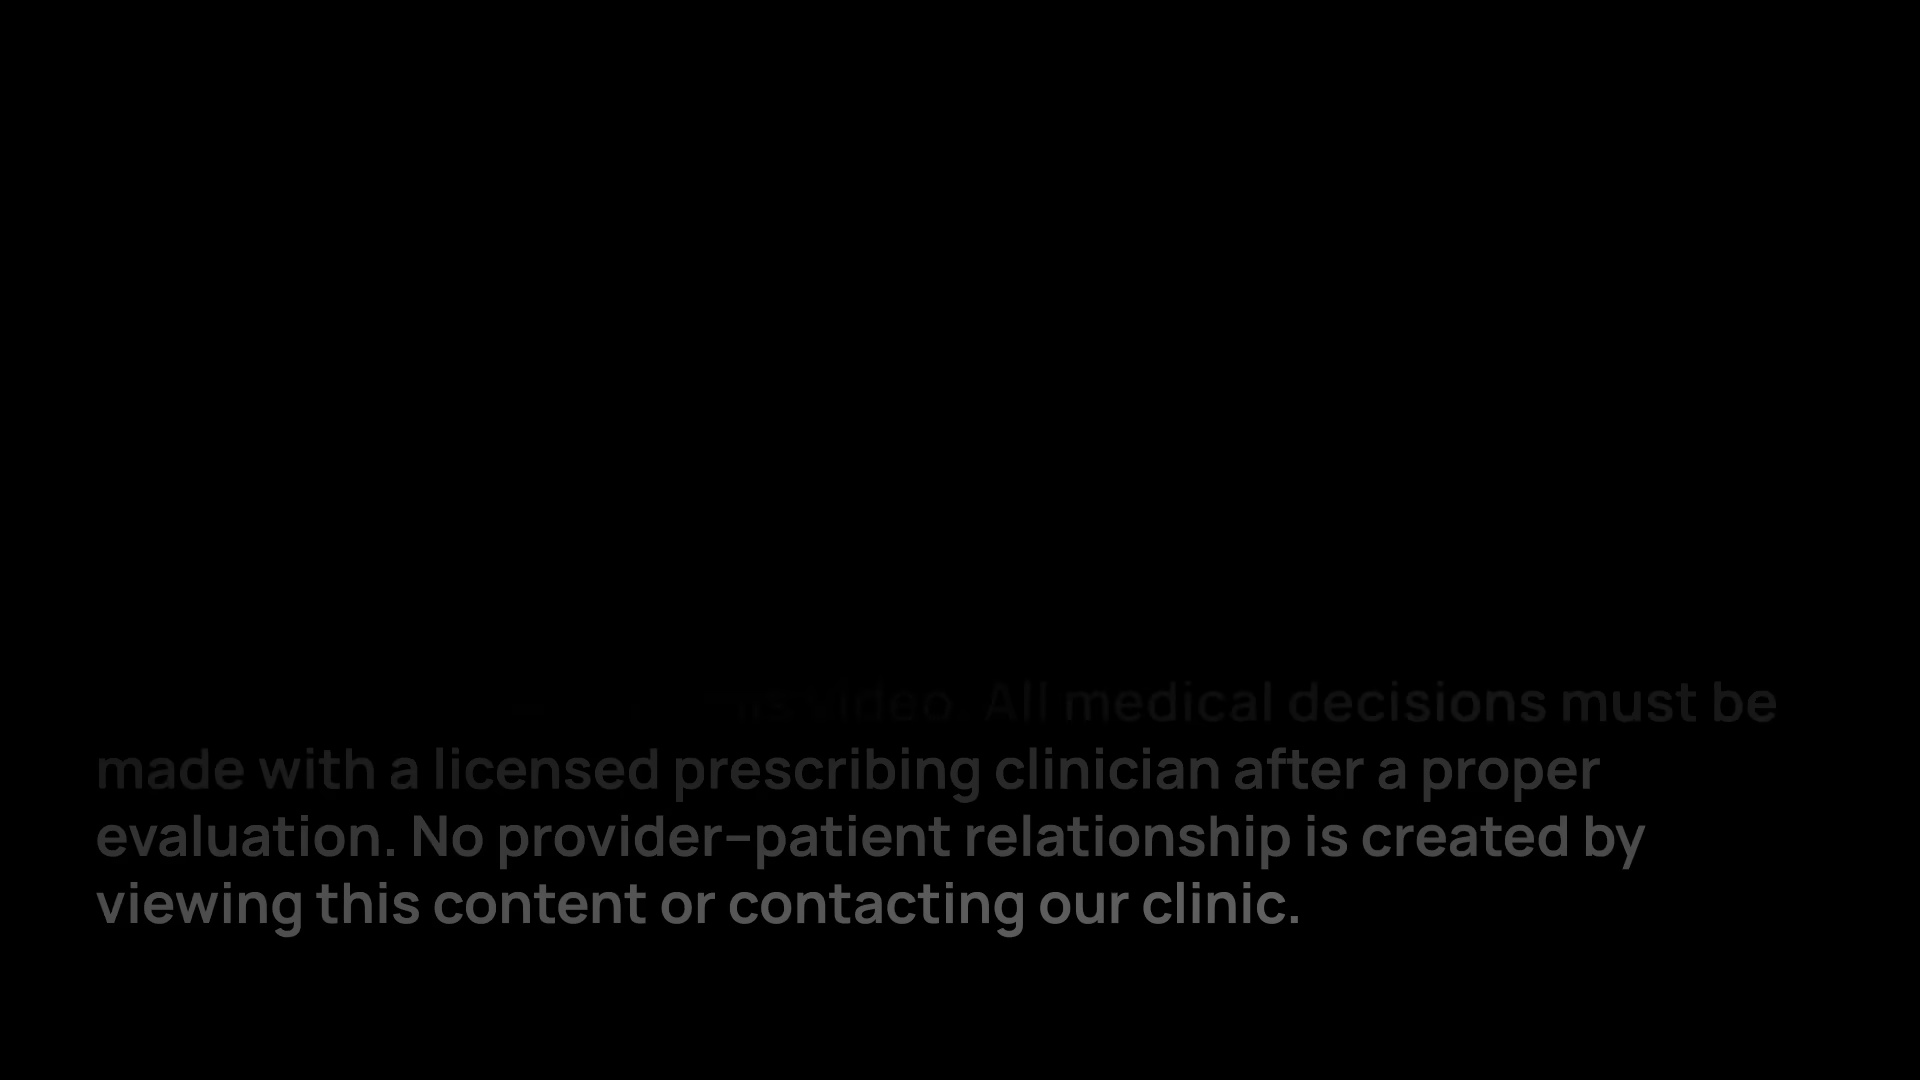 video. All medical decisions must be
made with a licensed prescribing clinician after a proper
evaluation. No provider–patient relationship is created by
viewing this content or contacting our clinic.